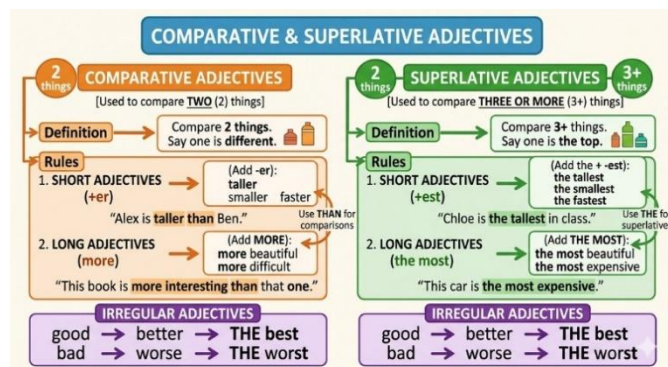 COMPARATIVE & SUPERLATIVE ADJECTIVES
2 things
COMPARATIVE ADJECTIVES
[Used to compare TWO (2) things]
Definition
Compare 2 things.
Say one is different.
Rules
1. SHORT ADJECTIVES
(+er)
(Add -er):
taller
smaller faster
"Alex is taller than Ben."
Use THAN for
comparisons
2. LONG ADJECTIVES
(more)
(Add MORE):
more beautiful
more difficult
"This book is more interesting than that one."
IRREGULAR ADJECTIVES
good → better → THE best
bad → worse → THE worst
2 things
SUPERLATIVE ADJECTIVES
3+ things
[Used to compare THREE OR MORE (3+) things]
Definition
Compare 3+ things.
Say one is the top.
Rules
1. SHORT ADJECTIVES
(+est)
(Add the + -est):
the tallest
the smallest
the fastest
"Chloe is the tallest in class."
Use THE fo
superlative
2. LONG ADJECTIVES
(the most)
(Add THE MOST):
the most beautiful
the most expensive
"This car is the most expensive."
IRREGULAR ADJECTIVES
good → better → THE best
bad → worse → THE worst